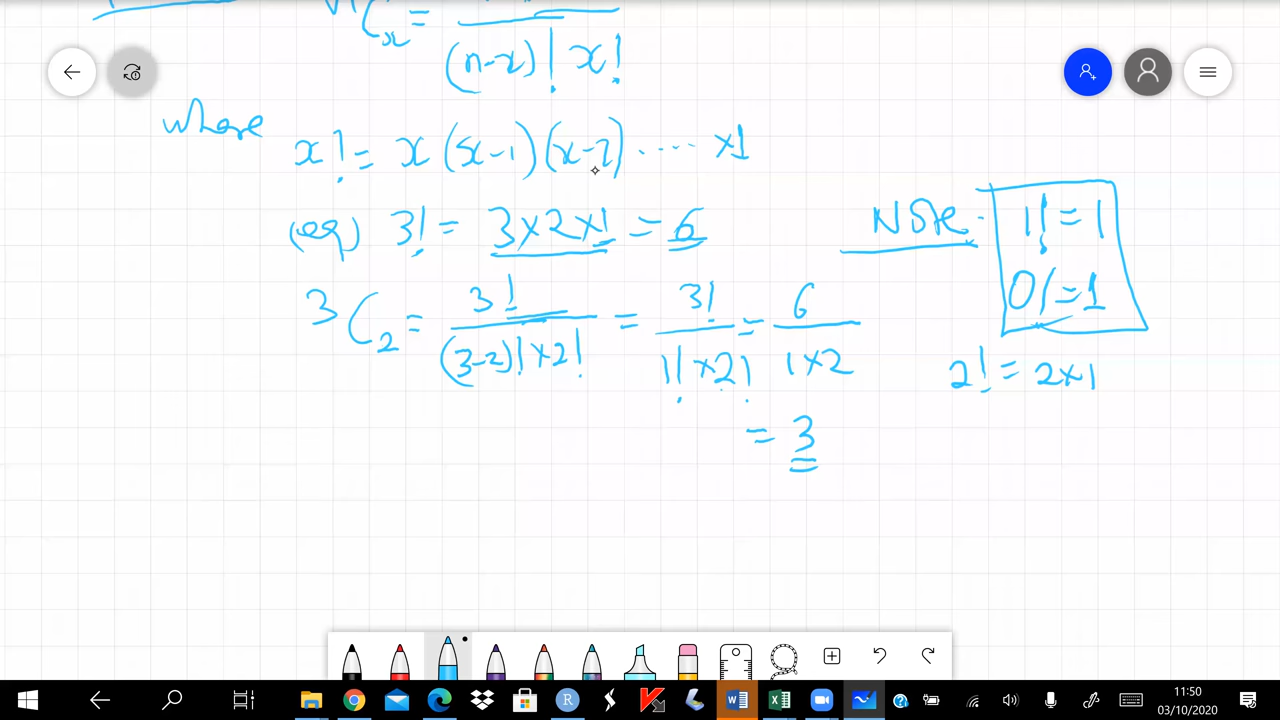 nCx =
(n-x)! x!
where
x! = x (x-1)(x-2) ..... x1
(eg) 3! = 3x2x1 = 6
Note. 1! = 1
0! = 1
3C2 = 3! / (3-2)! x 2! = 3! / 1! x 2! = 6 / 1x2
2! = 2x1
= 3
11:50
03/10/2020